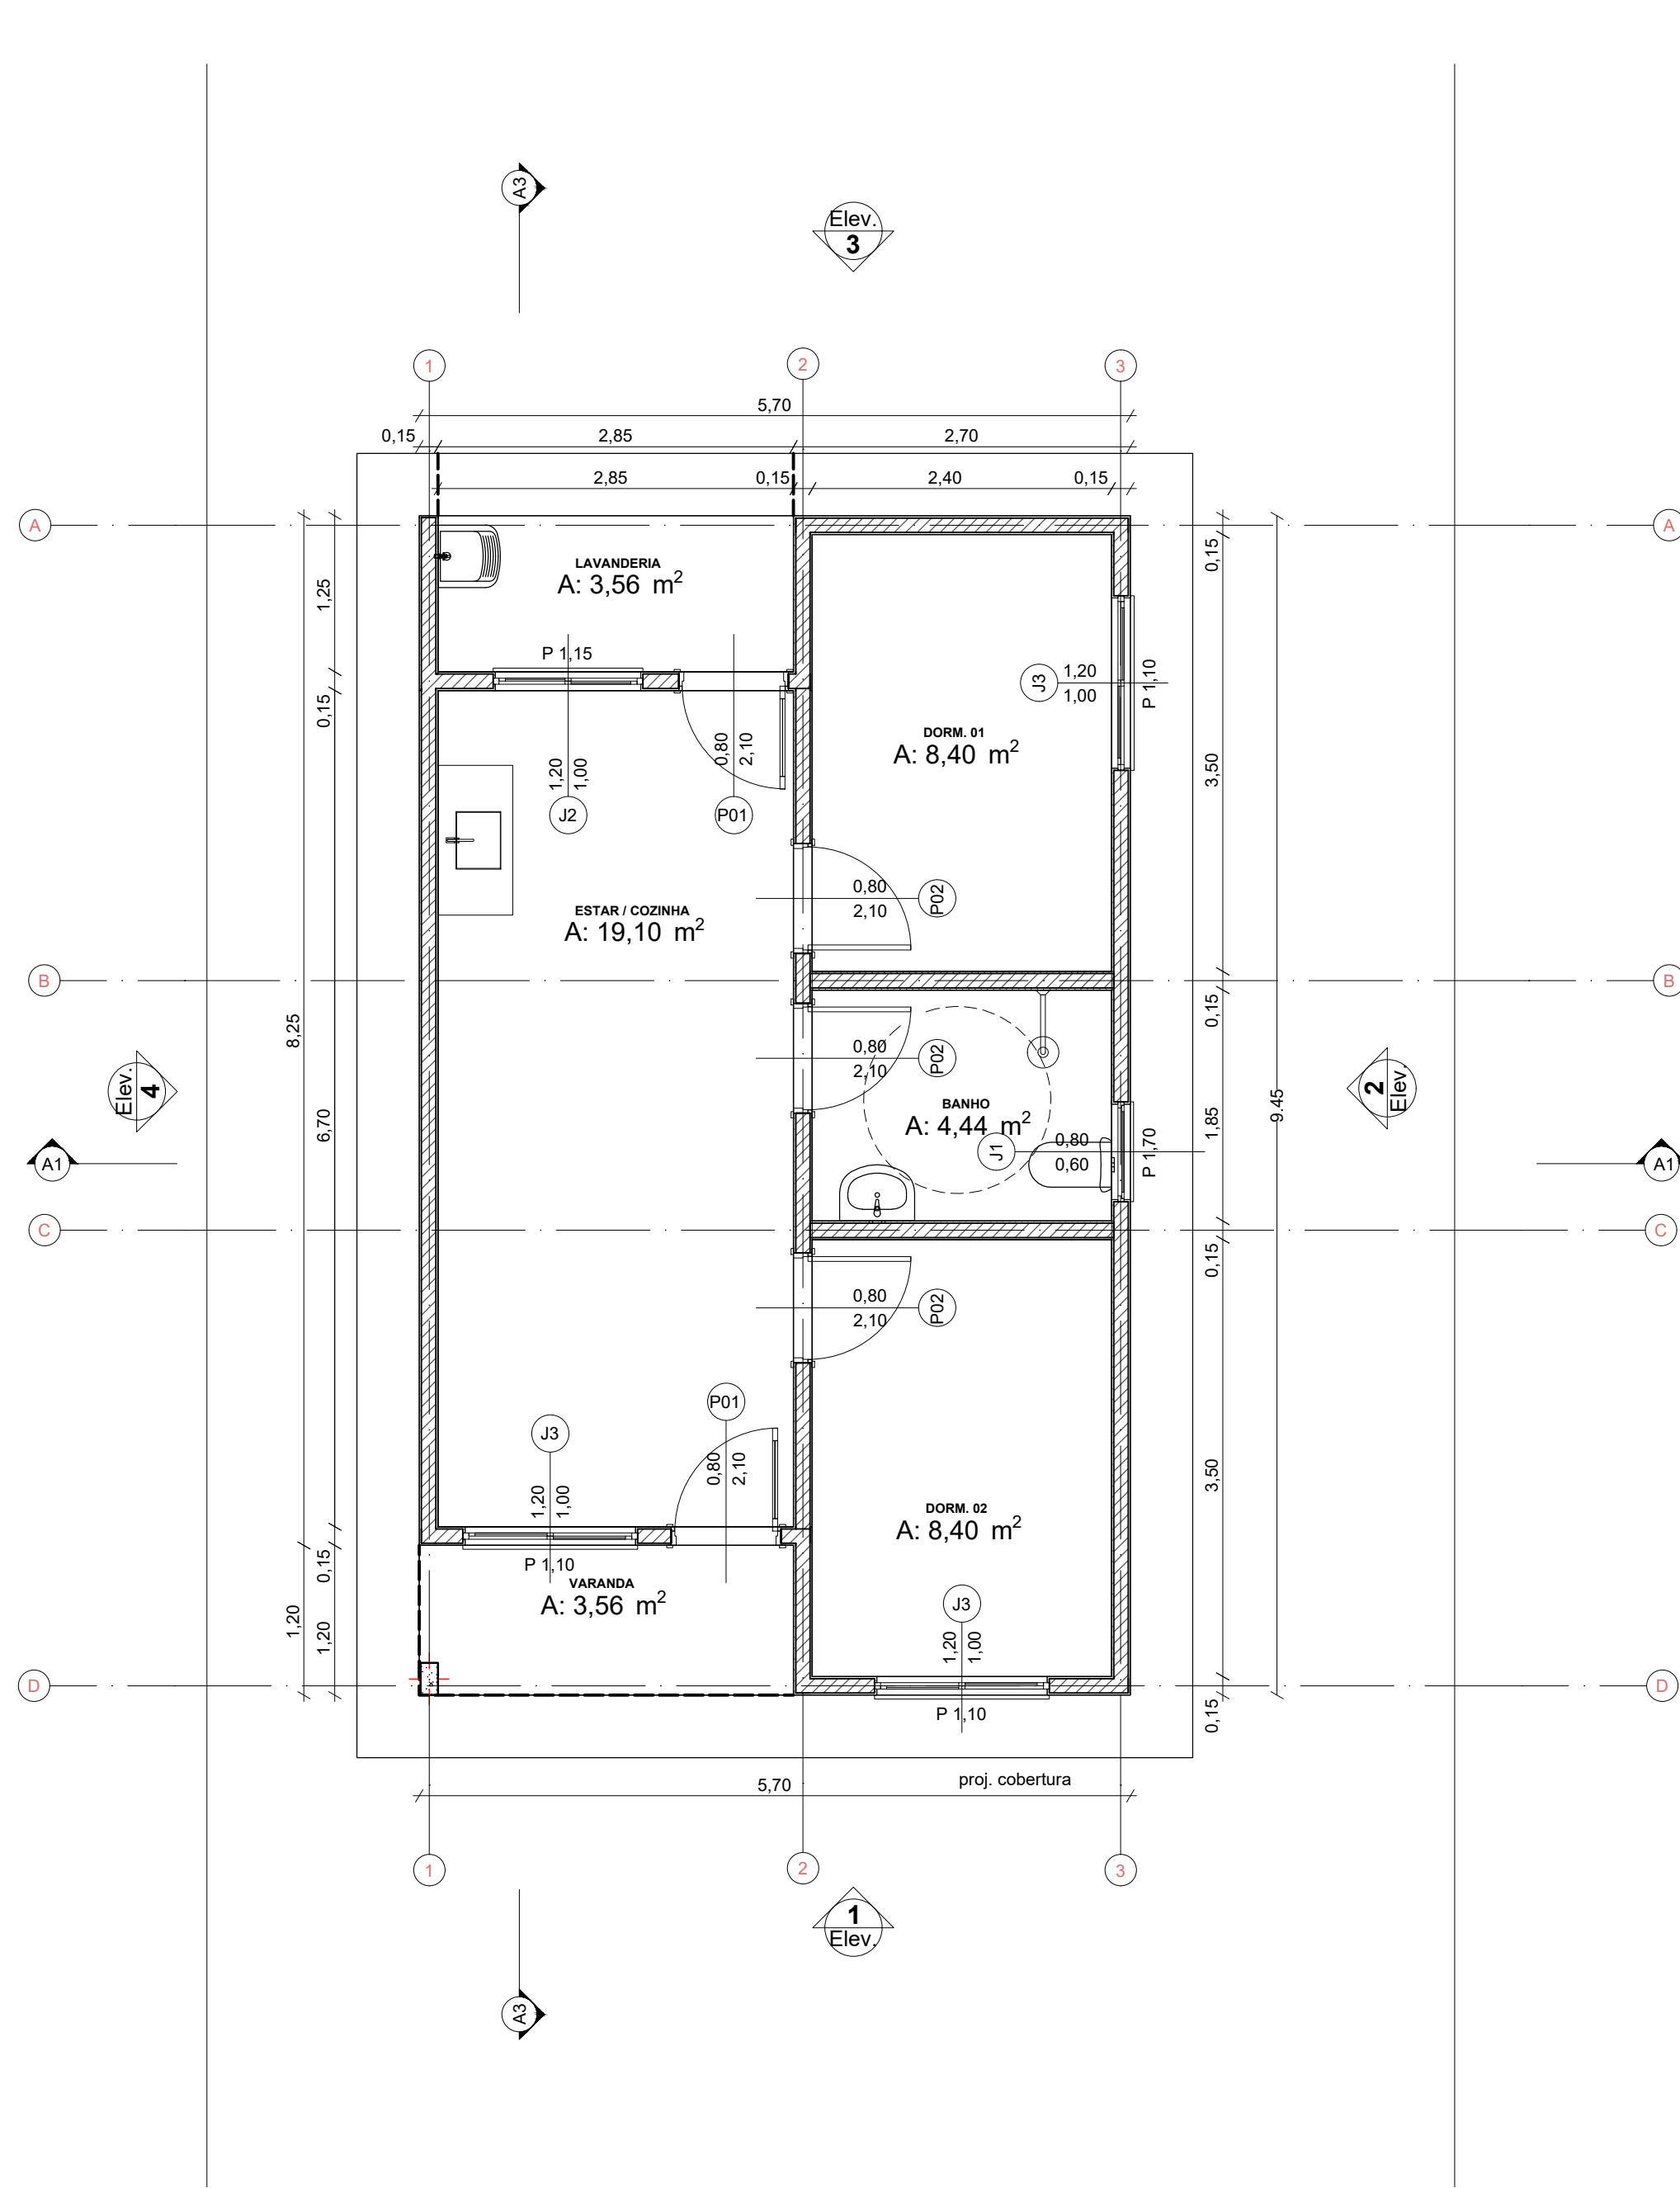 A3
Elev.
3
1
2
3
5,70
0,15
2,85
2,70
2,85
0,15
2,40
0,15
A
A
LAVANDERIA
A: 3,56 m²
0,15
1,25
P 1,15
J3
1,20
1,00
P 1,10
0,15
DORM. 01
A: 8,40 m²
0,80
2,10
1,20
1,00
3,50
J2
P01
0,80
2,10
P02
ESTAR / COZINHA
A: 19,10 m²
B
B
0,15
8,25
0,80
2,10
P02
Elev.
4
BANHO
A: 4,44 m²
6,70
1,85
9.45
2
Elev.
J1
0,80
0,60
P 1,70
A1
A1
C
C
0,15
0,80
2,10
P02
P01
J3
0,80
2,10
1,20
1,00
3,50
DORM. 02
A: 8,40 m²
P 1,10
0,15
VARANDA
A: 3,56 m²
J3
1,20
1,20
1,20
1,00
D
D
P 1,10
0,15
5,70
proj. cobertura
1
2
3
1
Elev.
A3